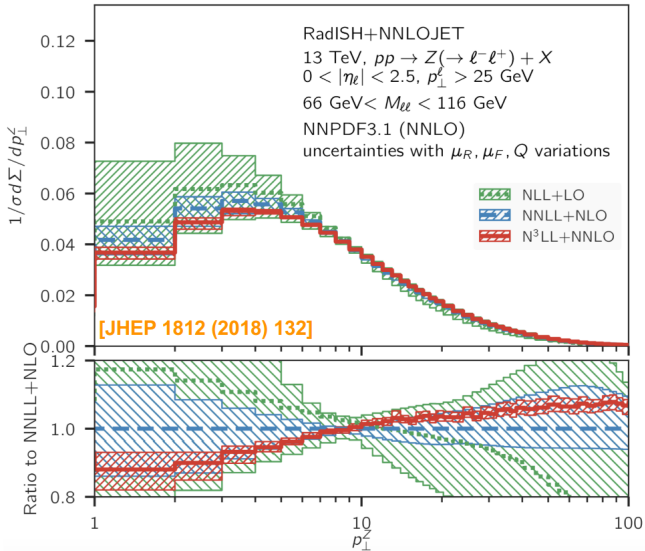 RadISH+NNLOJET
13 TeV, pp → Z(→ ℓ⁻ℓ⁺) + X
0 < |ηℓ| < 2.5, pℓ⊥ > 25 GeV
66 GeV< Mℓℓ < 116 GeV
NNPDF3.1 (NNLO)
uncertainties with μR, μF, Q variations
NLL+LO
NNLL+NLO
N³LL+NNLO
[JHEP 1812 (2018) 132]
1/σ dΣ/dpZ⊥
0.12
0.10
0.08
0.06
0.04
0.02
0.00
Ratio to NNLL+NLO
1.2
1.0
0.8
1
10
100
pZ⊥